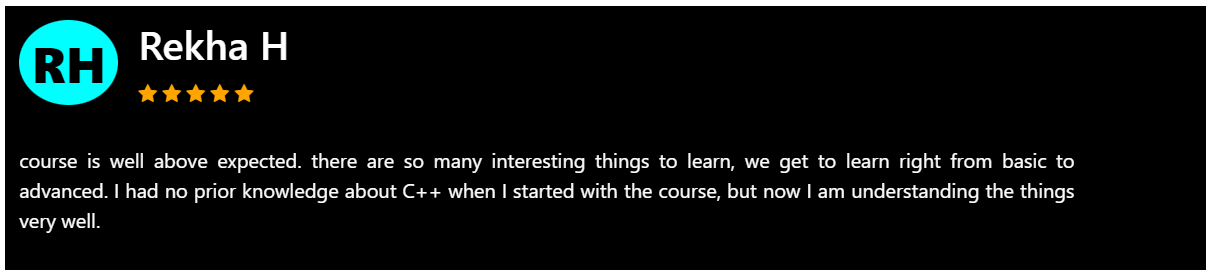 RH
Rekha H
course is well above expected. there are so many interesting things to learn, we get to learn right from basic to
advanced. I had no prior knowledge about C++ when I started with the course, but now I am understanding the things
very well.